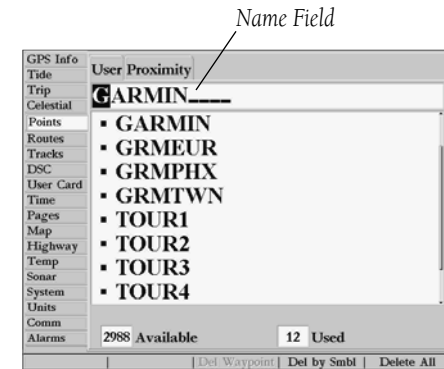 Name Field
GPS Info
Tide
Trip
Celestial
Points
Routes
Tracks
DSC
User Card
Time
Pages
Map
Highway
Temp
Sonar
System
Units
Comm
Alarms
User Proximity
GARMIN____
▪ GARMIN
▪ GRMEUR
▪ GRMPHX
▪ GRMTWN
▪ TOUR1
▪ TOUR2
▪ TOUR3
▪ TOUR4
2988 Available 12 Used
Del Waypoint | Del by Smbl | Delete All